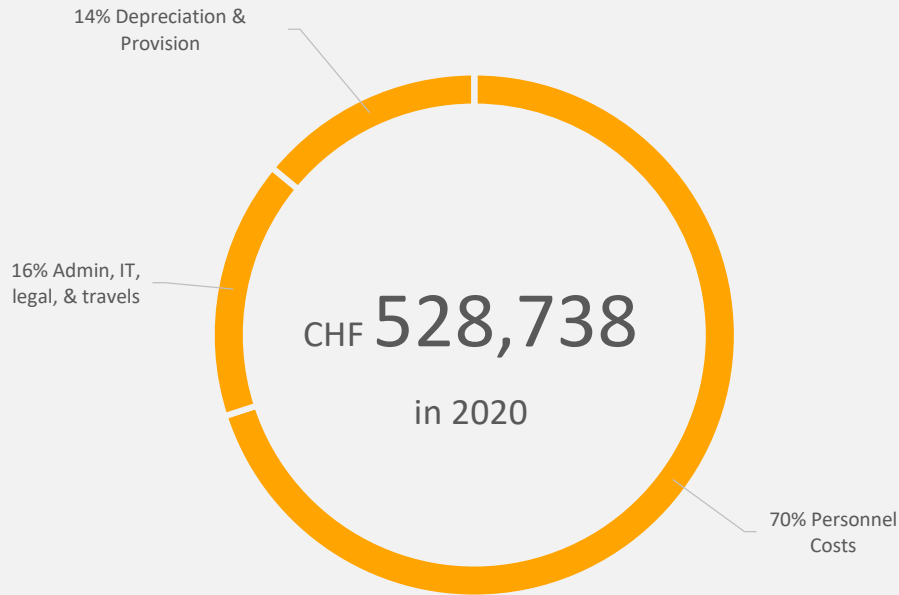 14% Depreciation &
Provision
16% Admin, IT,
legal, & travels
CHF 528,738
in 2020
70% Personnel
Costs